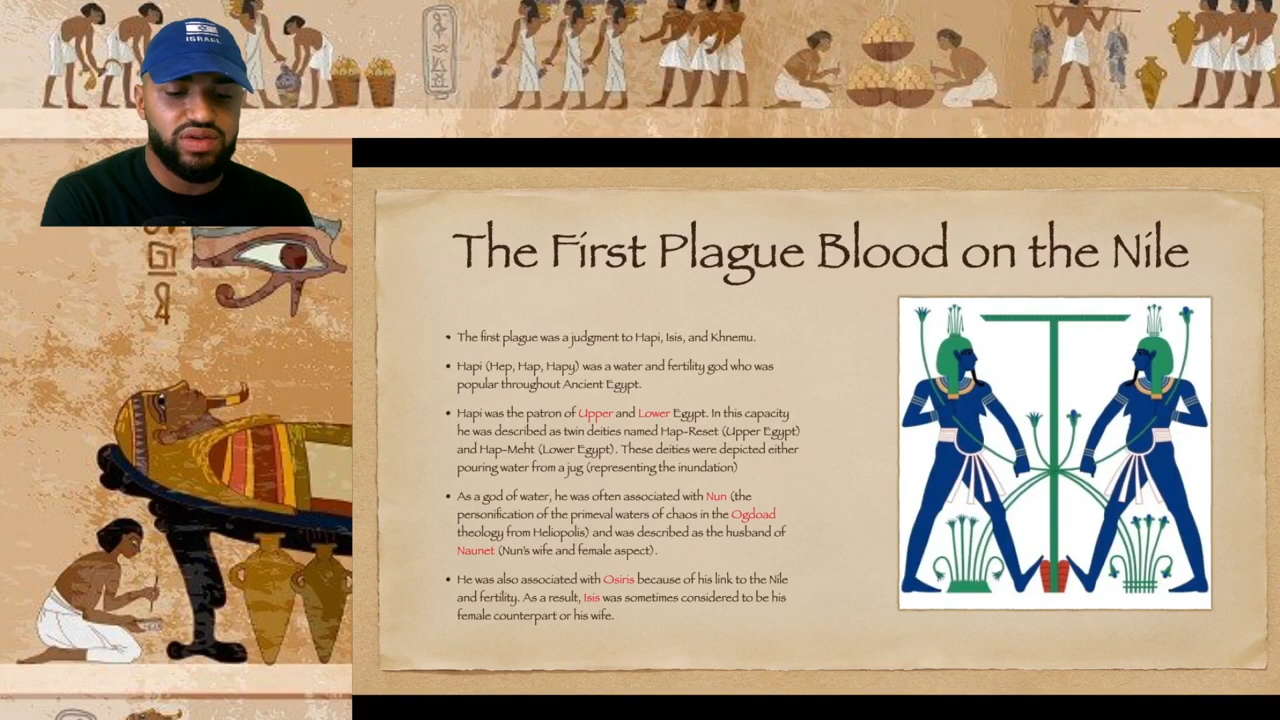 ISRAEL
The First Plague Blood on the Nile
• The first plague was a judgment to Hapi, Isis, and Khnemu.
• Hapi (Hep, Hap, Hapy) was a water and fertility god who was
popular throughout Ancient Egypt.
• Hapi was the patron of Upper and Lower Egypt. In this capacity
he was described as twin deities named Hap-Reset (Upper Egypt)
and Hap-Meht (Lower Egypt). These deities were depicted either
pouring water from a jug (representing the inundation)
• As a god of water, he was often associated with Nun (the
personification of the primeval waters of chaos in the Ogdoad
theology from Heliopolis) and was described as the husband of
Naunet (Nun's wife and female aspect).
• He was also associated with Osiris because of his link to the Nile
and fertility. As a result, Isis was sometimes considered to be his
female counterpart or his wife.